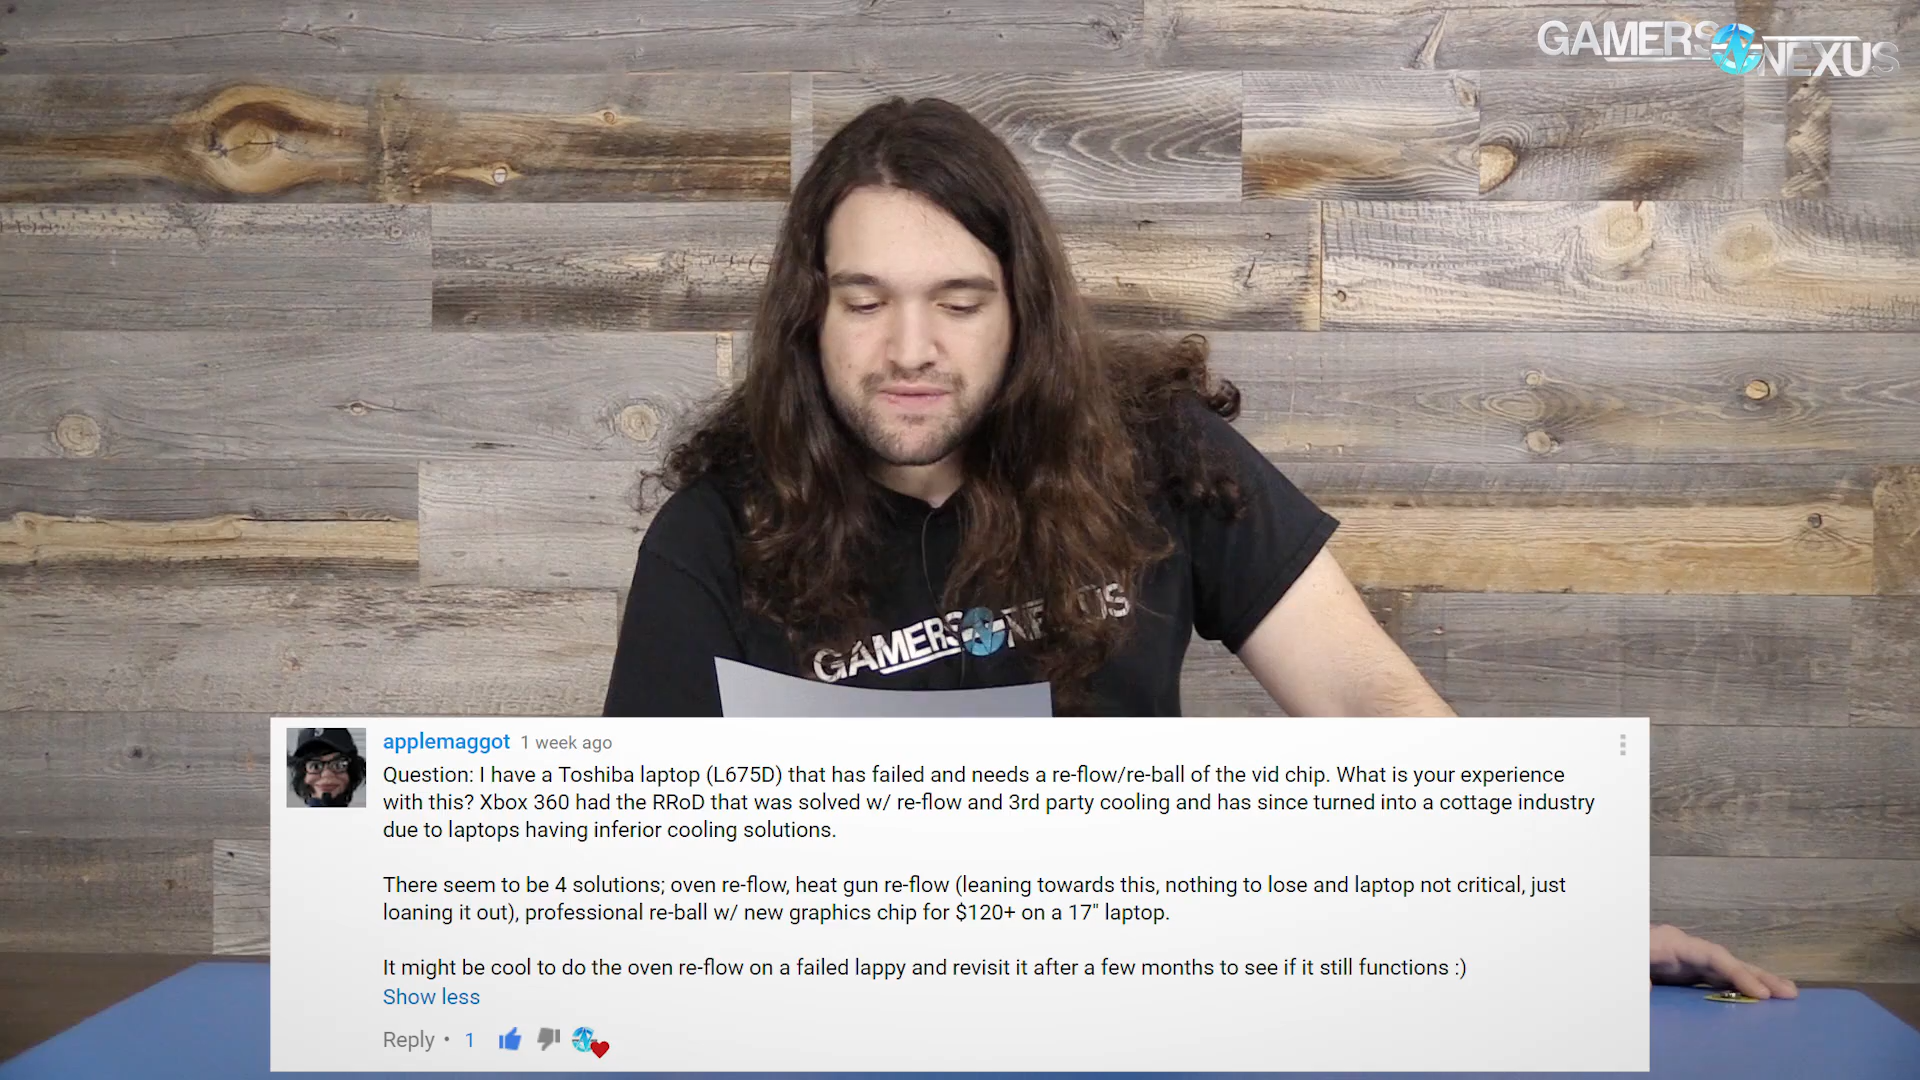 GAMERS NEXUS
GAMERS NEXUS
applemaggot 1 week ago
Question: I have a Toshiba laptop (L675D) that has failed and needs a re-flow/re-ball of the vid chip. What is your experience
with this? Xbox 360 had the RRoD that was solved w/ re-flow and 3rd party cooling and has since turned into a cottage industry
due to laptops having inferior cooling solutions.
There seem to be 4 solutions; oven re-flow, heat gun re-flow (leaning towards this, nothing to lose and laptop not critical, just
loaning it out), professional re-ball w/ new graphics chip for $120+ on a 17" laptop.
It might be cool to do the oven re-flow on a failed lappy and revisit it after a few months to see if it still functions :)
Show less
Reply • 1